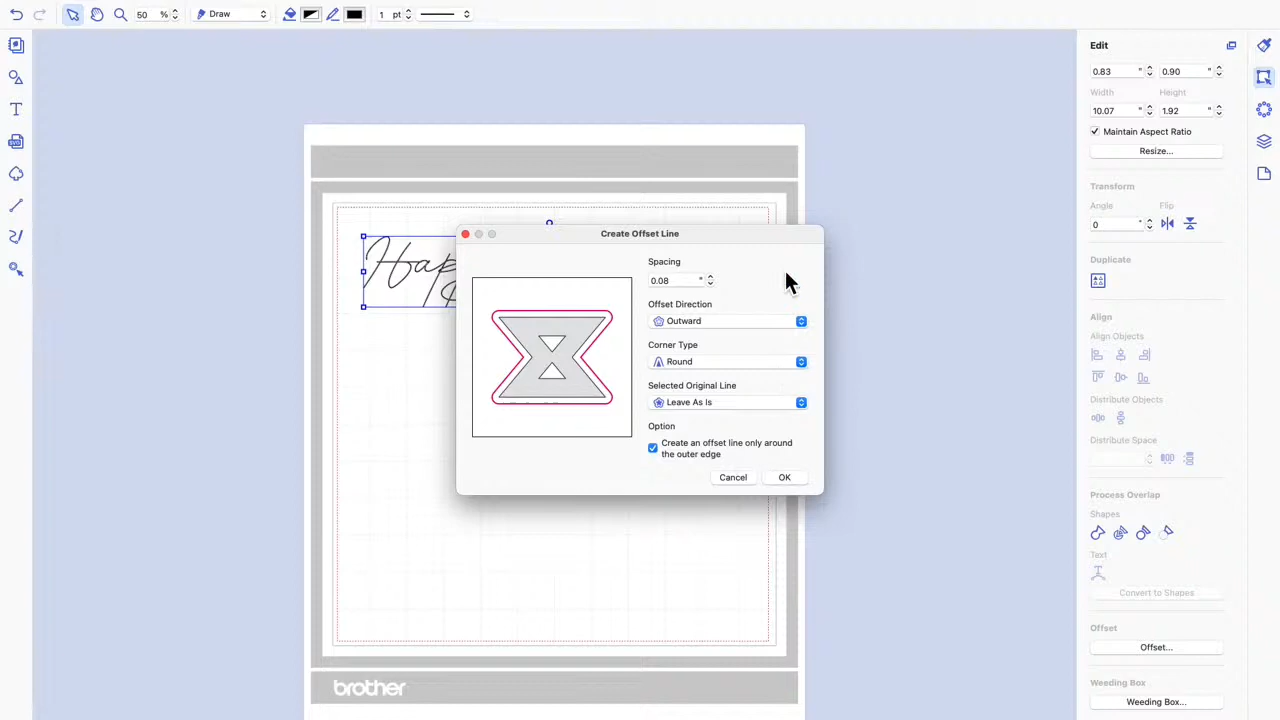 50 %
Draw
1 pt
Edit
0.83 "
0.90 "
Width
Height
10.07 "
1.92 "
Maintain Aspect Ratio
Resize...
Transform
Angle
Flip
0 °
Duplicate
Align
Align Objects
Distribute Objects
Distribute Space
Process Overlap
Shapes
Text
Convert to Shapes
Offset
Offset...
Weeding Box
Weeding Box...
Create Offset Line
Spacing
0.08 "
Offset Direction
Outward
Corner Type
Round
Selected Original Line
Leave As Is
Option
Create an offset line only around
the outer edge
Cancel
OK
Hap
brother